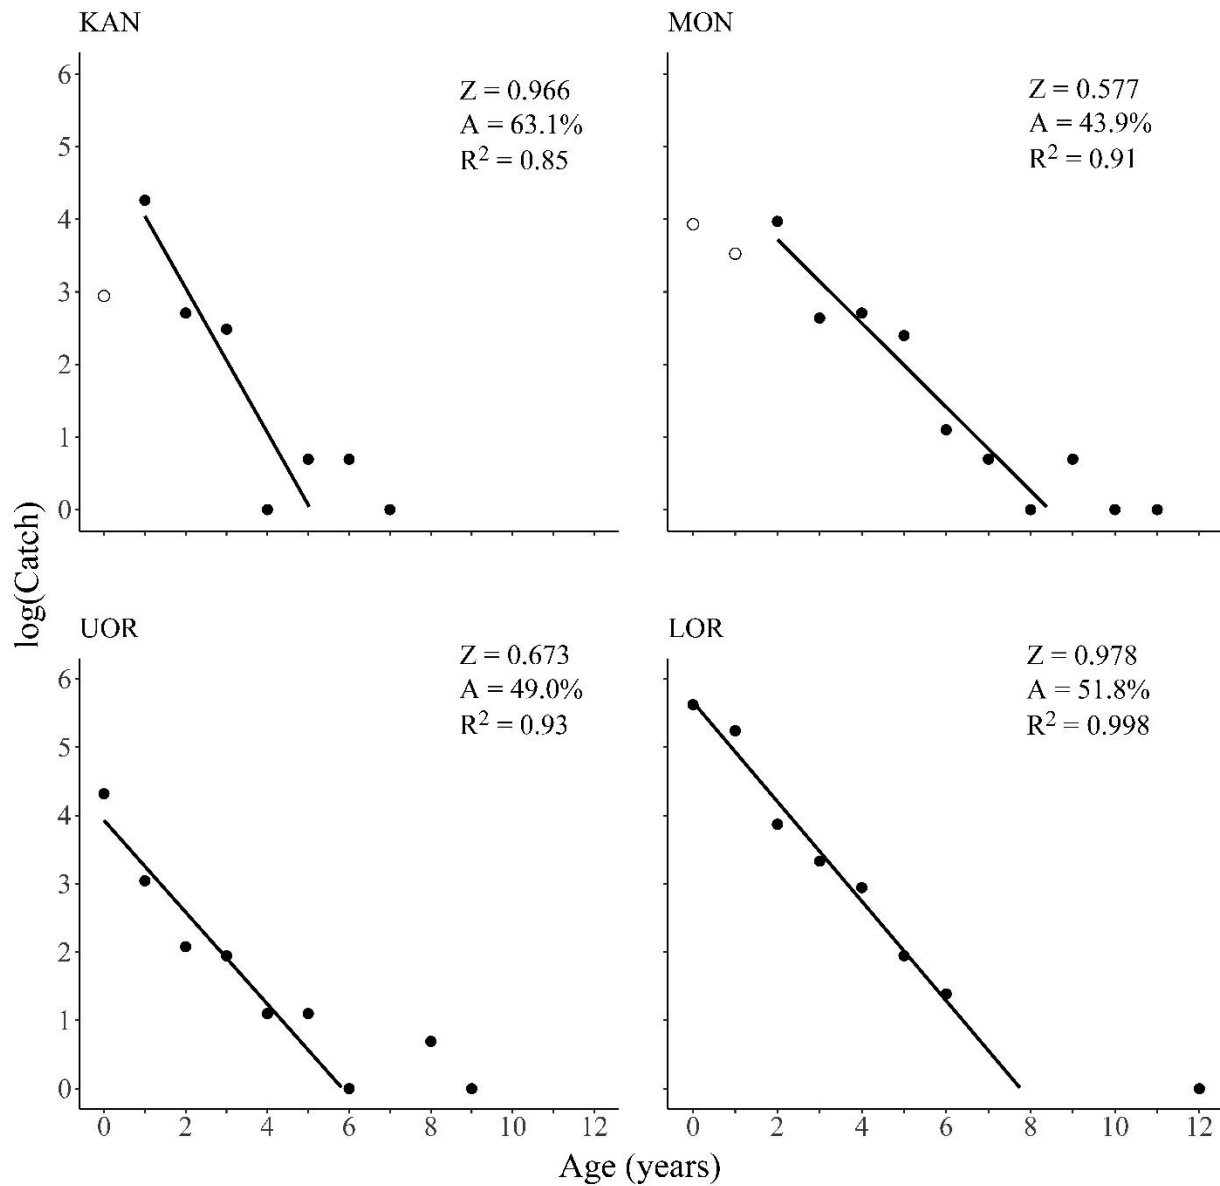 KAN
Z = 0.966
A = 63.1%
R² = 0.85
6
5
4
3
2
1
0
MON
Z = 0.577
A = 43.9%
R² = 0.91
log(Catch)
UOR
Z = 0.673
A = 49.0%
R² = 0.93
6
5
4
3
2
1
0
0 2 4 6 8 10 12
LOR
Z = 0.978
A = 51.8%
R² = 0.998
0 2 4 6 8 10 12
Age (years)